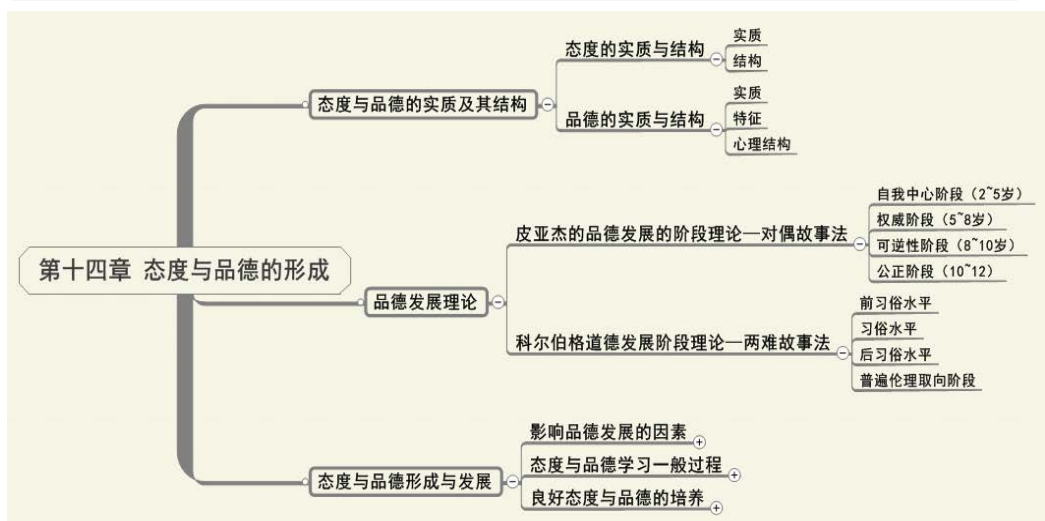 第十四章 态度与品德的形成
态度与品德的实质及其结构
态度的实质与结构
实质
结构
品德的实质与结构
实质
特征
心理结构
品德发展理论
皮亚杰的品德发展的阶段理论—对偶故事法
自我中心阶段（2~5岁）
权威阶段（5~8岁）
可逆性阶段（8~10岁）
公正阶段（10~12）
科尔伯格道德发展阶段理论—两难故事法
前习俗水平
习俗水平
后习俗水平
普遍伦理取向阶段
态度与品德形成与发展
影响品德发展的因素
态度与品德学习一般过程
良好态度与品德的培养